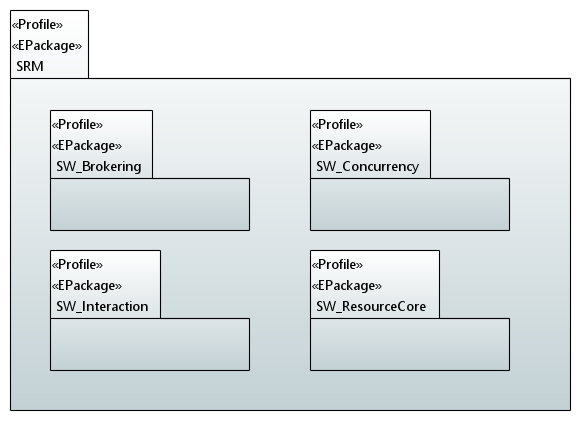 «Profile»
«EPackage»
SRM
«Profile»
«EPackage»
SW_Brokering
«Profile»
«EPackage»
SW_Concurrency
«Profile»
«EPackage»
SW_Interaction
«Profile»
«EPackage»
SW_ResourceCore